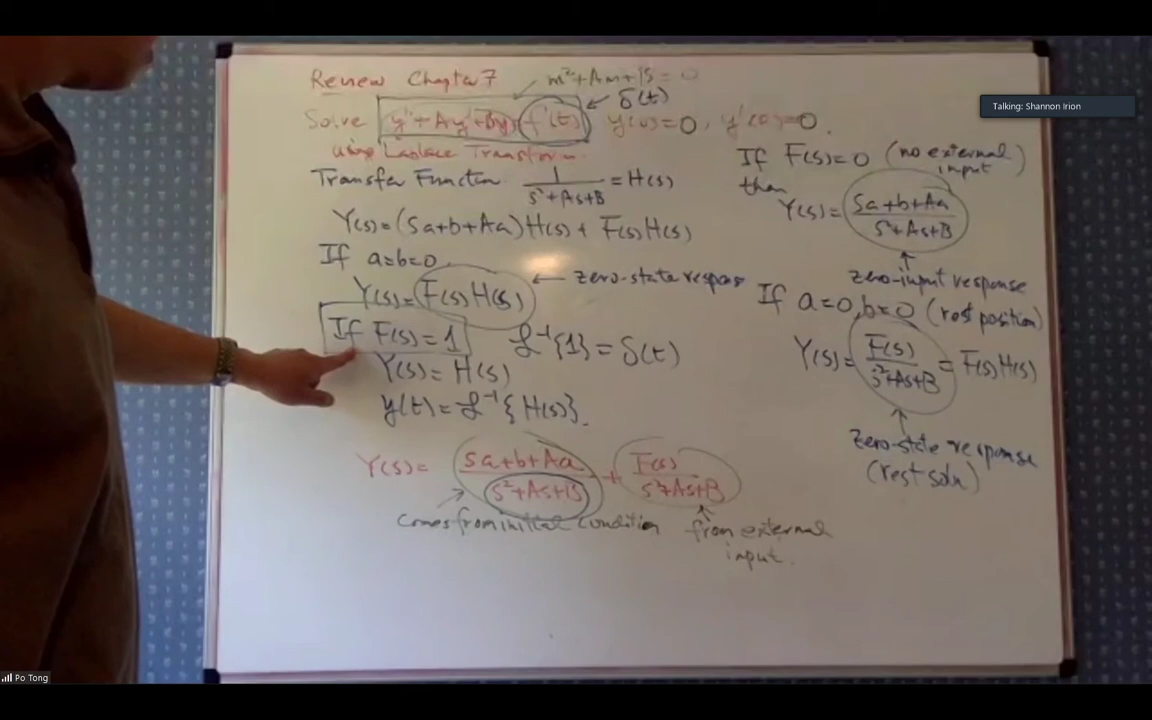 Review Chapter 7
m²+Am+B=0
δ(t)
Solve y"+Ay'+By=f(t) y(0)=0, y'(0)=0.
using Laplace Transform.
Transfer Function 1/(s²+As+B) = H(s)
Y(s)=(Sa+b+Aa)H(s)+F(s)H(s)
If a=b=0.
Y(s)=F(s)H(s) ← zero-state respons
If F(s)=1 ℒ⁻¹{1}=δ(t)
Y(s)=H(s)
y(t)=ℒ⁻¹{H(s)}.
Y(s)= (Sa+b+Aa)/(s²+As+B) + F(s)/(s²+As+B)
Comes from initial condition
from external
input.
If F(s)=0 (no external
input)
then
Y(s)= (Sa+b+Aa)/(s²+As+B)
zero-input response
If a=0, b=0 (rest position)
Y(s)= F(s)/(s²+As+B) = F(s)H(s)
zero-state response
(rest soln)
Talking: Shannon Irion
Po Tong